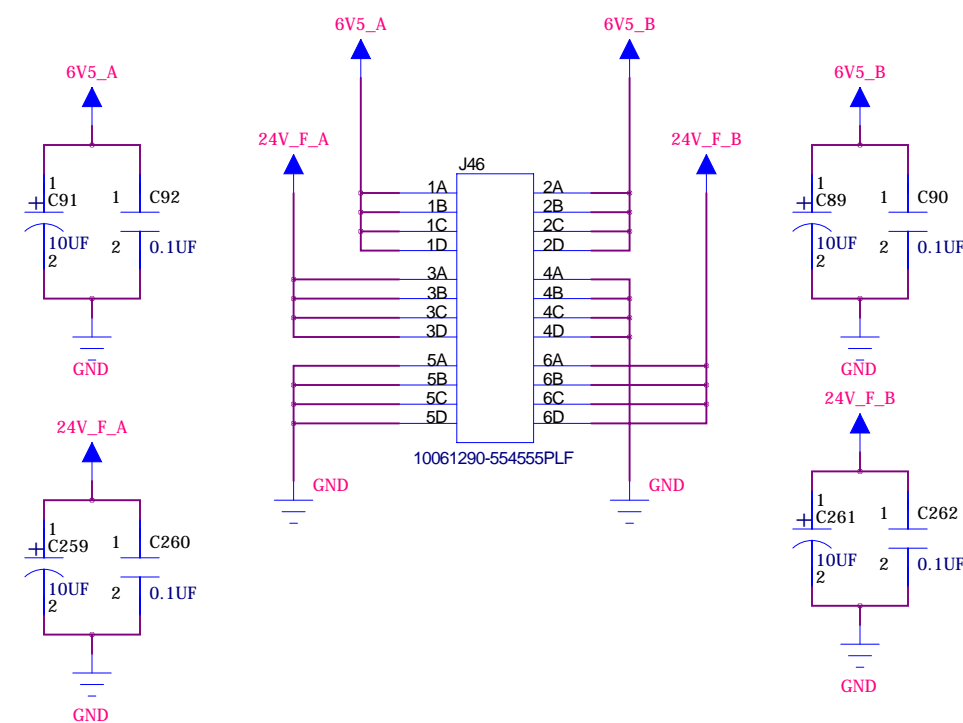 6V5_A
6V5_B
6V5_A
6V5_B
24V_F_A
24V_F_B
J46
1A 2A
1B 2B
1C 2C
1D 2D
3A 4A
3B 4B
3C 4C
3D 4D
5A 6A
5B 6B
5C 6C
5D 6D
10061290-554555PLF
GND
GND
1
+
C91
10UF
2
1
C92
2
0.1UF
GND
1
+
C89
10UF
2
1
C90
2
0.1UF
GND
24V_F_A
1
+
C259
10UF
2
1
C260
2
0.1UF
GND
24V_F_B
1
+
C261
10UF
2
1
C262
2
0.1UF
GND